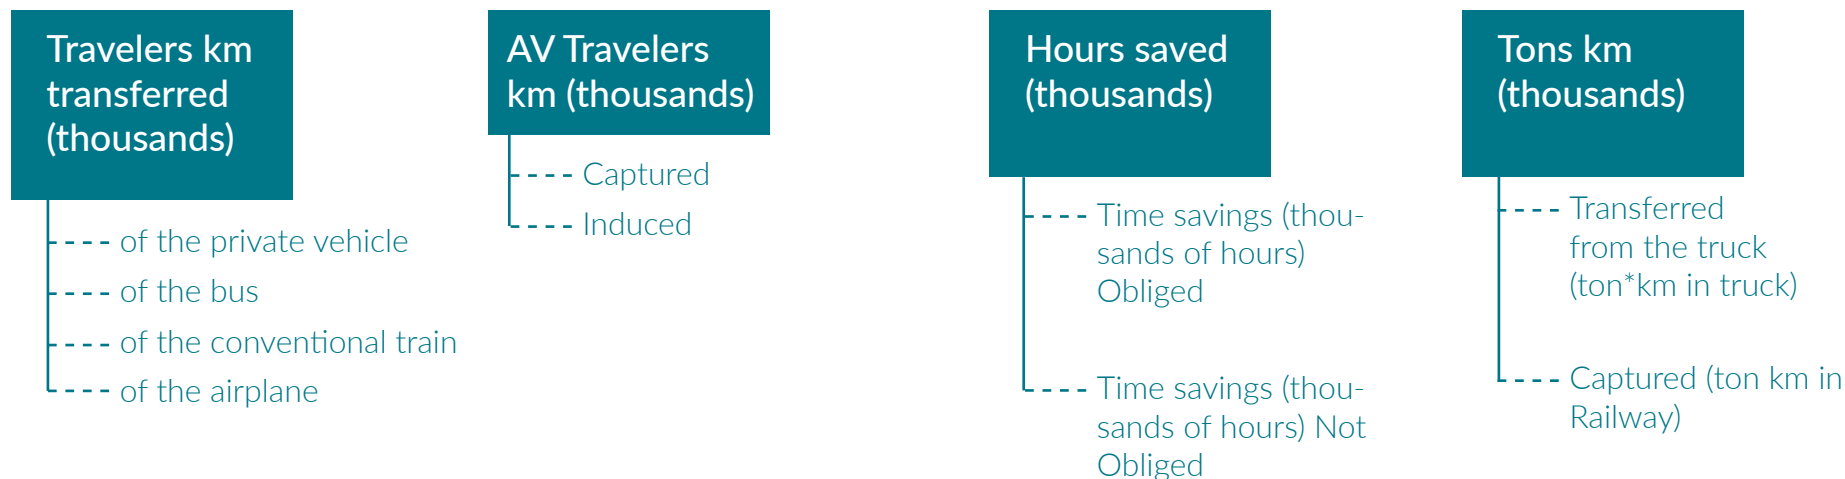 Travelers km
transferred
(thousands)
of the private vehicle
of the bus
of the conventional train
of the airplane
AV Travelers
km (thousands)
Captured
Induced
Hours saved
(thousands)
Time savings (thou-
sands of hours)
Obliged
Time savings (thou-
sands of hours) Not
Obliged
Tons km
(thousands)
Transferred
from the truck
(ton*km in truck)
Captured (ton km in
Railway)